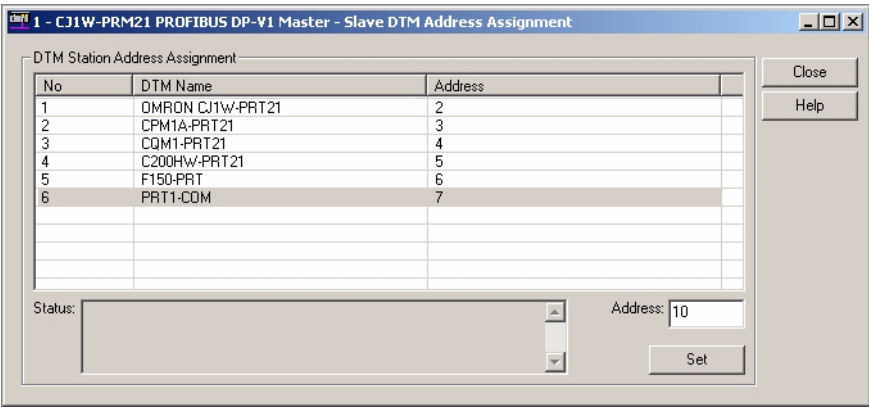 1 - CJ1W-PRM21 PROFIBUS DP-V1 Master - Slave DTM Address Assignment
DTM Station Address Assignment
Close
Help
No DTM Name Address
1 OMRON CJ1W-PRT21 2
2 CPM1A-PRT21 3
3 CQM1-PRT21 4
4 C200HW-PRT21 5
5 F150-PRT 6
6 PRT1-COM 7
Status: Address: 10
Set